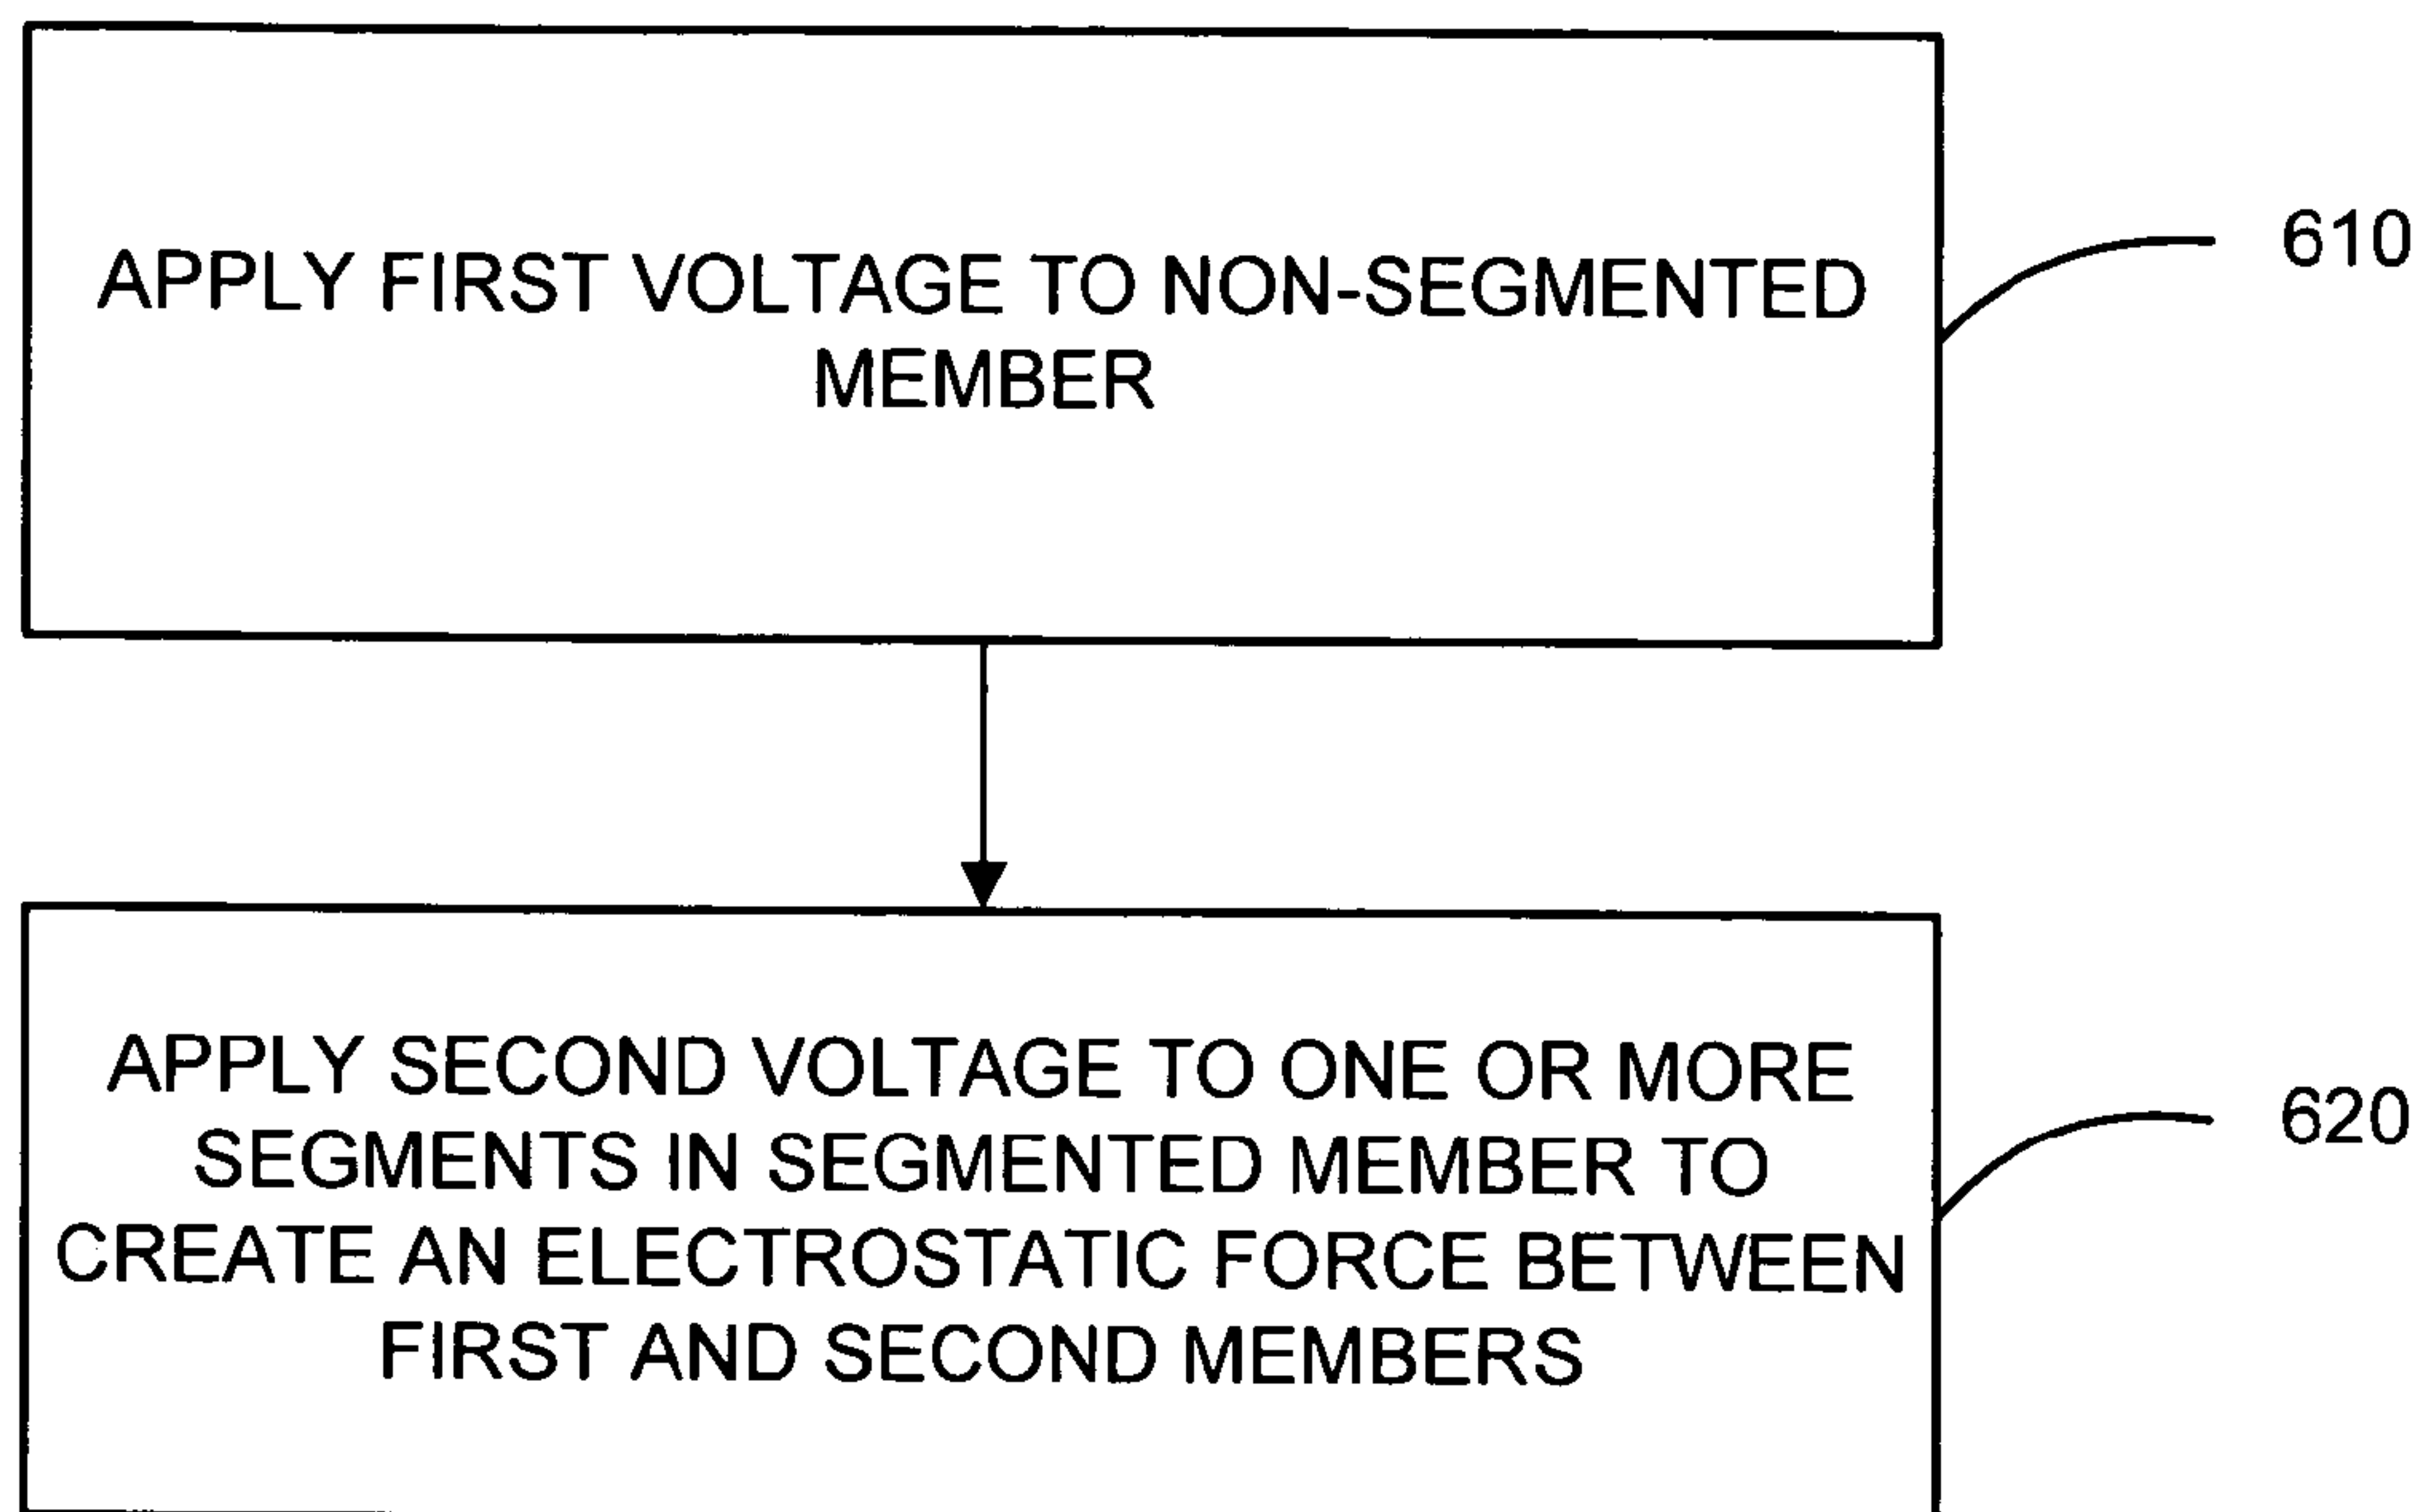 APPLY FIRST VOLTAGE TO NON-SEGMENTED
MEMBER
610
APPLY SECOND VOLTAGE TO ONE OR MORE
SEGMENTS IN SEGMENTED MEMBER TO
CREATE AN ELECTROSTATIC FORCE BETWEEN
FIRST AND SECOND MEMBERS
620